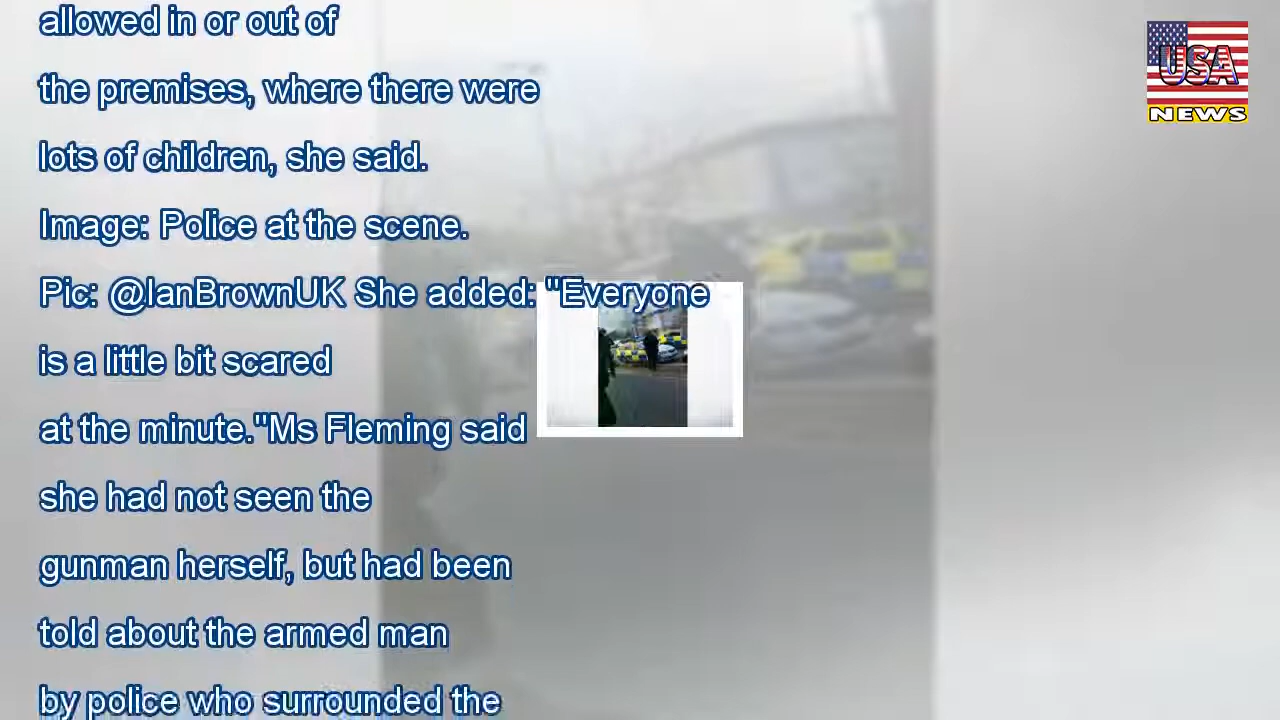 allowed in or out of
the premises, where there were
lots of children, she said.
Image: Police at the scene.
Pic: @IanBrownUK She added: "Everyone
is a little bit scared
at the minute."Ms Fleming said
she had not seen the
gunman herself, but had been
told about the armed man
by police who surrounded the
USA
NEWS